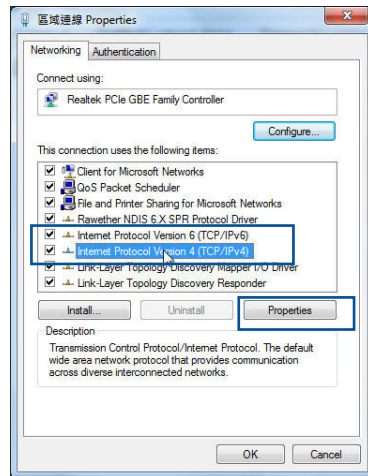 區域連線 Properties
Networking Authentication
Connect using:
Realtek PCIe GBE Family Controller
Configure...
This connection uses the following items:
Client for Microsoft Networks
QoS Packet Scheduler
File and Printer Sharing for Microsoft Networks
Rawether NDIS 6.X SPR Protocol Driver
Internet Protocol Version 6 (TCP/IPv6)
Internet Protocol Version 4 (TCP/IPv4)
Link-Layer Topology Discovery Mapper I/O Driver
Link-Layer Topology Discovery Responder
Install... Uninstall Properties
Description
Transmission Control Protocol/Internet Protocol. The default
wide area network protocol that provides communication
across diverse interconnected networks.
OK Cancel